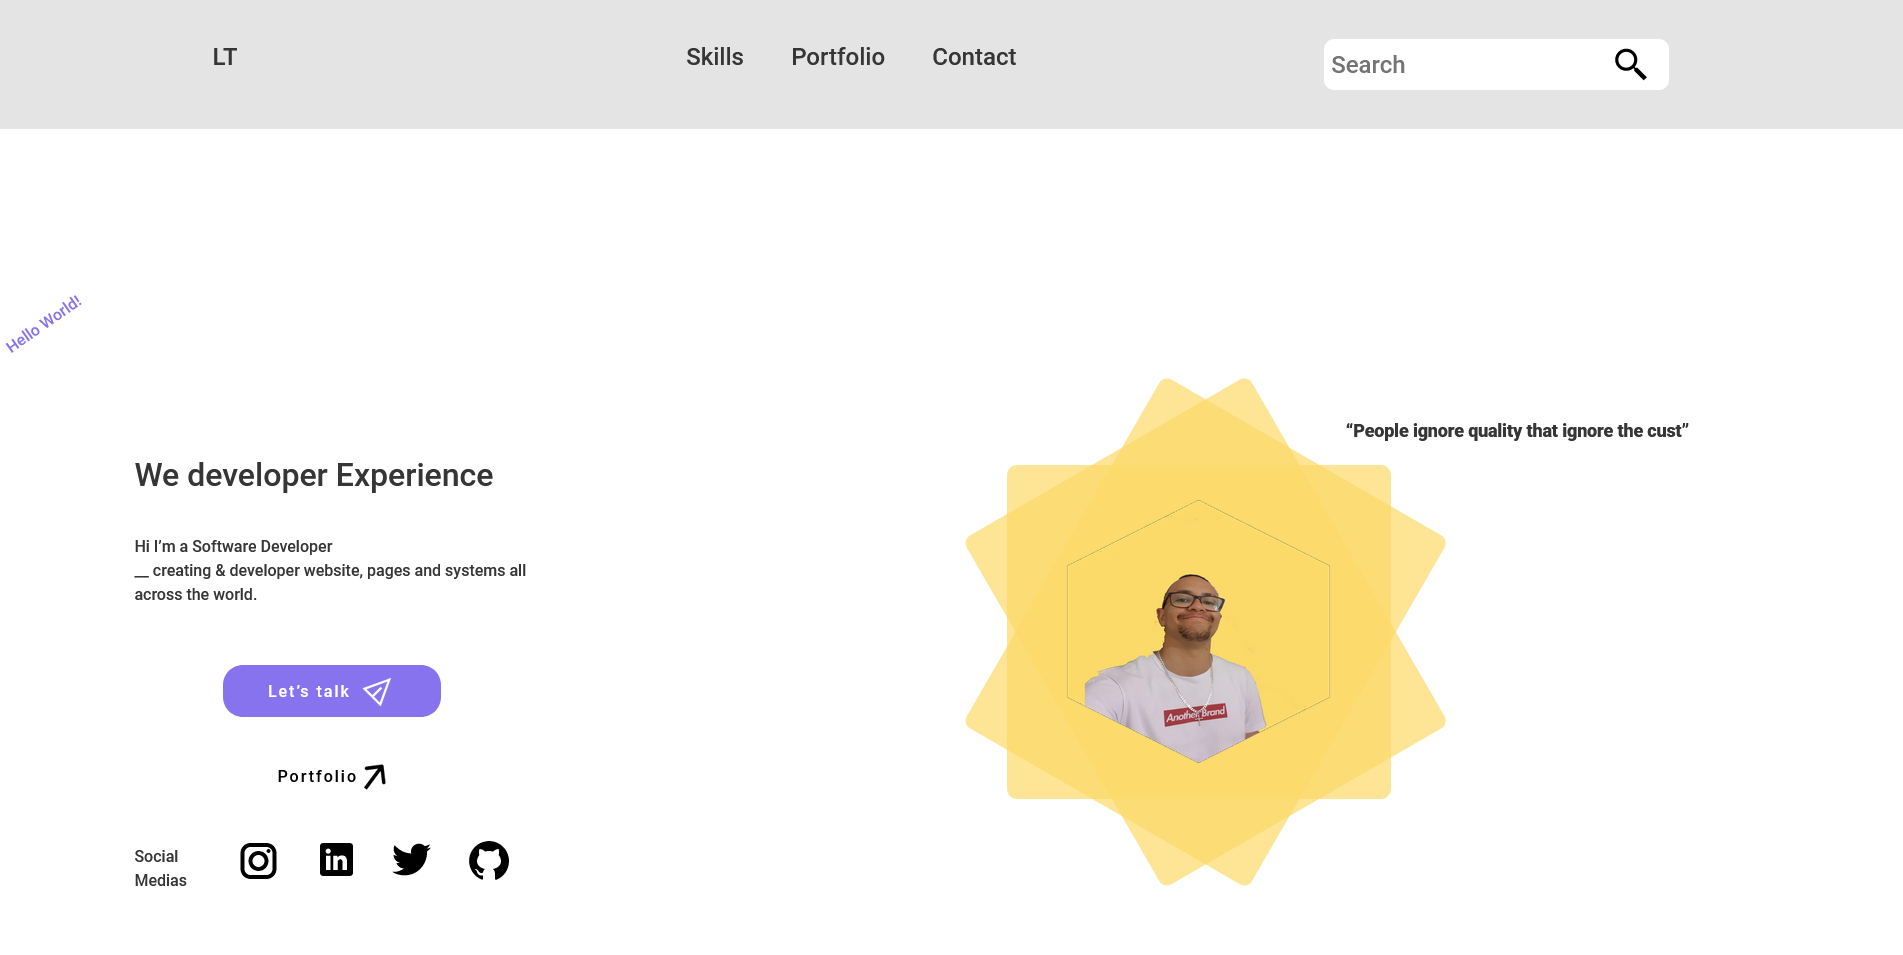 LT
Skills
Portfolio
Contact
Search
Hello World!
“People ignore quality that ignore the cust”
We developer Experience
Hi I’m a Software Developer
__ creating & developer website, pages and systems all
across the world.
Let’s talk
Another Brand
Portfolio
Social
Medias
in